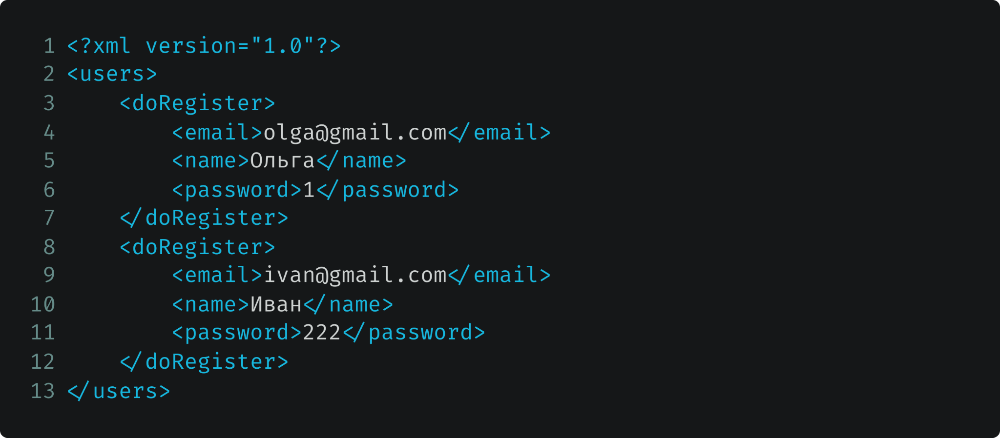 1 <?xml version="1.0"?>
2 <users>
3     <doRegister>
4         <email>olga@gmail.com</email>
5         <name>Ольга</name>
6         <password>1</password>
7     </doRegister>
8     <doRegister>
9         <email>ivan@gmail.com</email>
10         <name>Иван</name>
11         <password>222</password>
12     </doRegister>
13 </users>